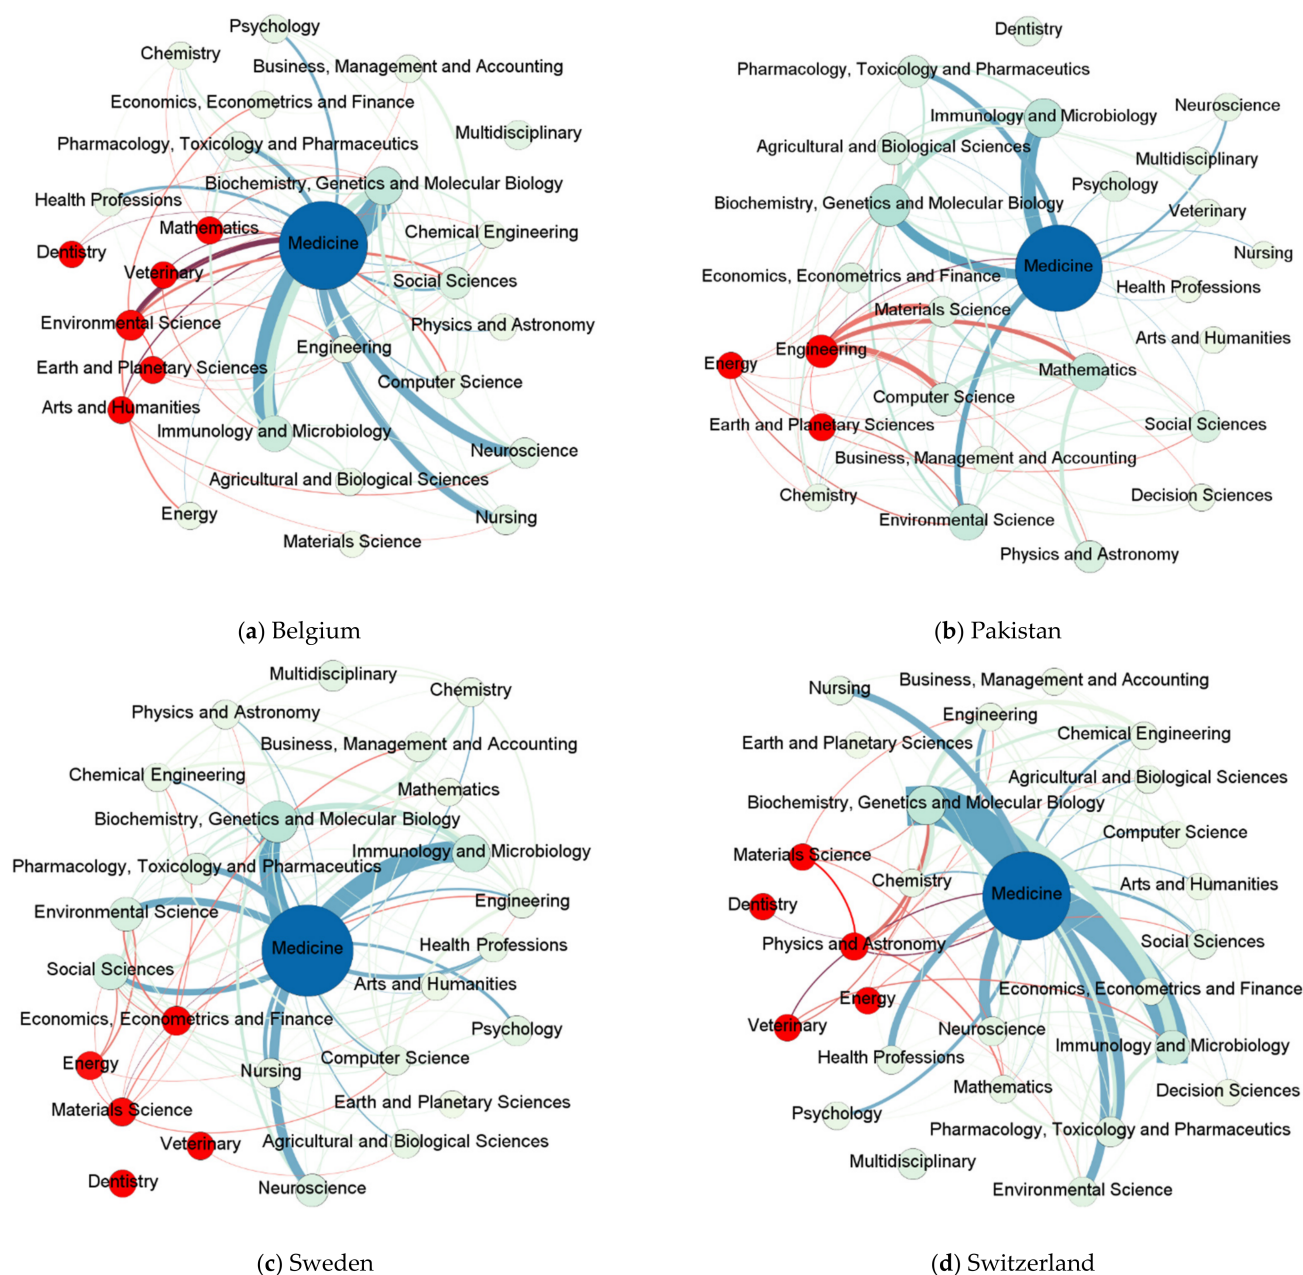 Psychology
Chemistry
Business, Management and Accounting
Economics, Econometrics and Finance
Multidisciplinary
Pharmacology, Toxicology and Pharmaceutics
Biochemistry, Genetics and Molecular Biology
Health Professions
Mathematics
Chemical Engineering
Medicine
Dentistry
Veterinary
Social Sciences
Environmental Science
Physics and Astronomy
Engineering
Earth and Planetary Sciences
Computer Science
Arts and Humanities
Immunology and Microbiology
Neuroscience
Agricultural and Biological Sciences
Energy
Nursing
Materials Science
(a) Belgium
Dentistry
Pharmacology, Toxicology and Pharmaceutics
Neuroscience
Immunology and Microbiology
Agricultural and Biological Sciences
Multidisciplinary
Psychology
Biochemistry, Genetics and Molecular Biology
Veterinary
Nursing
Medicine
Economics, Econometrics and Finance
Health Professions
Materials Science
Arts and Humanities
Engineering
Energy
Mathematics
Computer Science
Earth and Planetary Sciences
Social Sciences
Business, Management and Accounting
Chemistry
Decision Sciences
Environmental Science
Physics and Astronomy
(b) Pakistan
Multidisciplinary
Chemistry
Physics and Astronomy
Business, Management and Accounting
Chemical Engineering
Mathematics
Biochemistry, Genetics and Molecular Biology
Immunology and Microbiology
Pharmacology, Toxicology and Pharmaceutics
Engineering
Environmental Science
Medicine
Health Professions
Social Sciences
Arts and Humanities
Economics, Econometrics and Finance
Psychology
Computer Science
Energy
Nursing
Earth and Planetary Sciences
Materials Science
Veterinary
Agricultural and Biological Sciences
Dentistry
Neuroscience
(c) Sweden
Business, Management and Accounting
Nursing
Engineering
Chemical Engineering
Earth and Planetary Sciences
Agricultural and Biological Sciences
Biochemistry, Genetics and Molecular Biology
Computer Science
Materials Science
Chemistry
Arts and Humanities
Medicine
Dentistry
Social Sciences
Physics and Astronomy
Economics, Econometrics and Finance
Energy
Veterinary
Neuroscience
Immunology and Microbiology
Health Professions
Mathematics
Decision Sciences
Psychology
Pharmacology, Toxicology and Pharmaceutics
Multidisciplinary
Environmental Science
(d) Switzerland